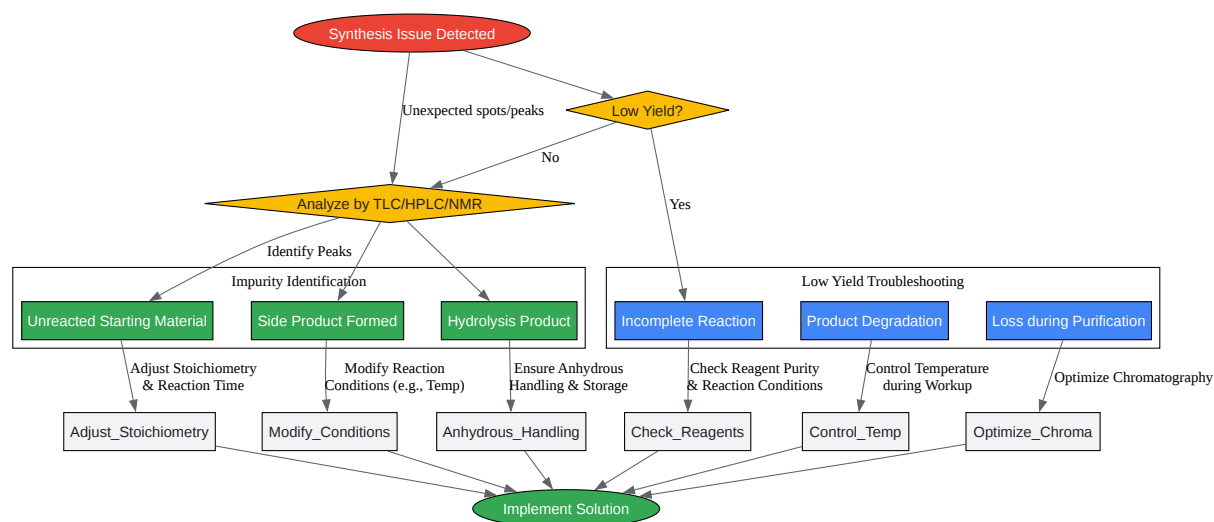 Synthesis Issue Detected
Unexpected spots/peaks
Low Yield?
No
Analyze by TLC/HPLC/NMR
Yes
Identify Peaks
Impurity Identification
Low Yield Troubleshooting
Unreacted Starting Material
Side Product Formed
Hydrolysis Product
Incomplete Reaction
Product Degradation
Loss during Purification
Adjust Stoichiometry
& Reaction Time
Modify Reaction
Conditions (e.g., Temp)
Ensure Anhydrous
Handling & Storage
Check Reagent Purity
& Reaction Conditions
Control Temperature
during Workup
Optimize Chromatography
Adjust_Stoichiometry
Modify_Conditions
Anhydrous_Handling
Check_Reagents
Control_Temp
Optimize_Chroma
Implement Solution